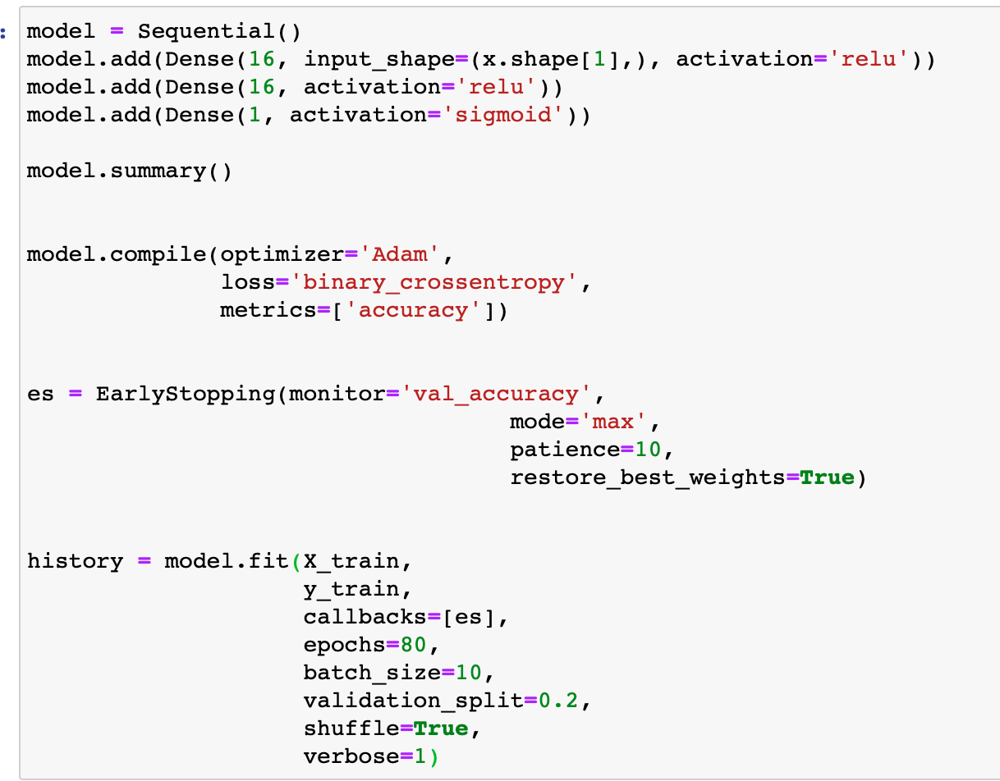 :
model = Sequential()
model.add(Dense(16, input_shape=(x.shape[1],), activation='relu'))
model.add(Dense(16, activation='relu'))
model.add(Dense(1, activation='sigmoid'))
model.summary()
model.compile(optimizer='Adam',
loss='binary_crossentropy',
metrics=['accuracy'])
es = EarlyStopping(monitor='val_accuracy',
mode='max',
patience=10,
restore_best_weights=True)
history = model.fit(X_train,
y_train,
callbacks=[es],
epochs=80,
batch_size=10,
validation_split=0.2,
shuffle=True,
verbose=1)